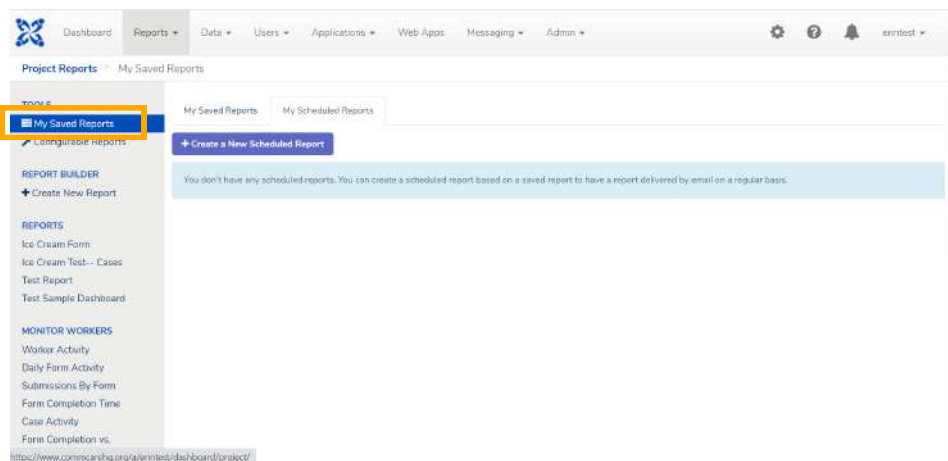 Dashboard Reports Data Users Applications Web Apps Messaging Admin erintest
Project Reports > My Saved Reports
TOOLS
My Saved Reports
Configurable Reports
REPORT BUILDER
Create New Report
REPORTS
Ice Cream Form
Ice Cream Test-- Cases
Test Report
Test Sample Dashboard
MONITOR WORKERS
Worker Activity
Daily Form Activity
Submissions By Form
Form Completion Time
Case Activity
Form Completion vs.
My Saved Reports My Scheduled Reports
+ Create a New Scheduled Report
You don't have any scheduled reports. You can create a scheduled report based on a saved report to have a report delivered by email on a regular basis.
https://www.commcarehq.org/a/erintest/dashboard/project/